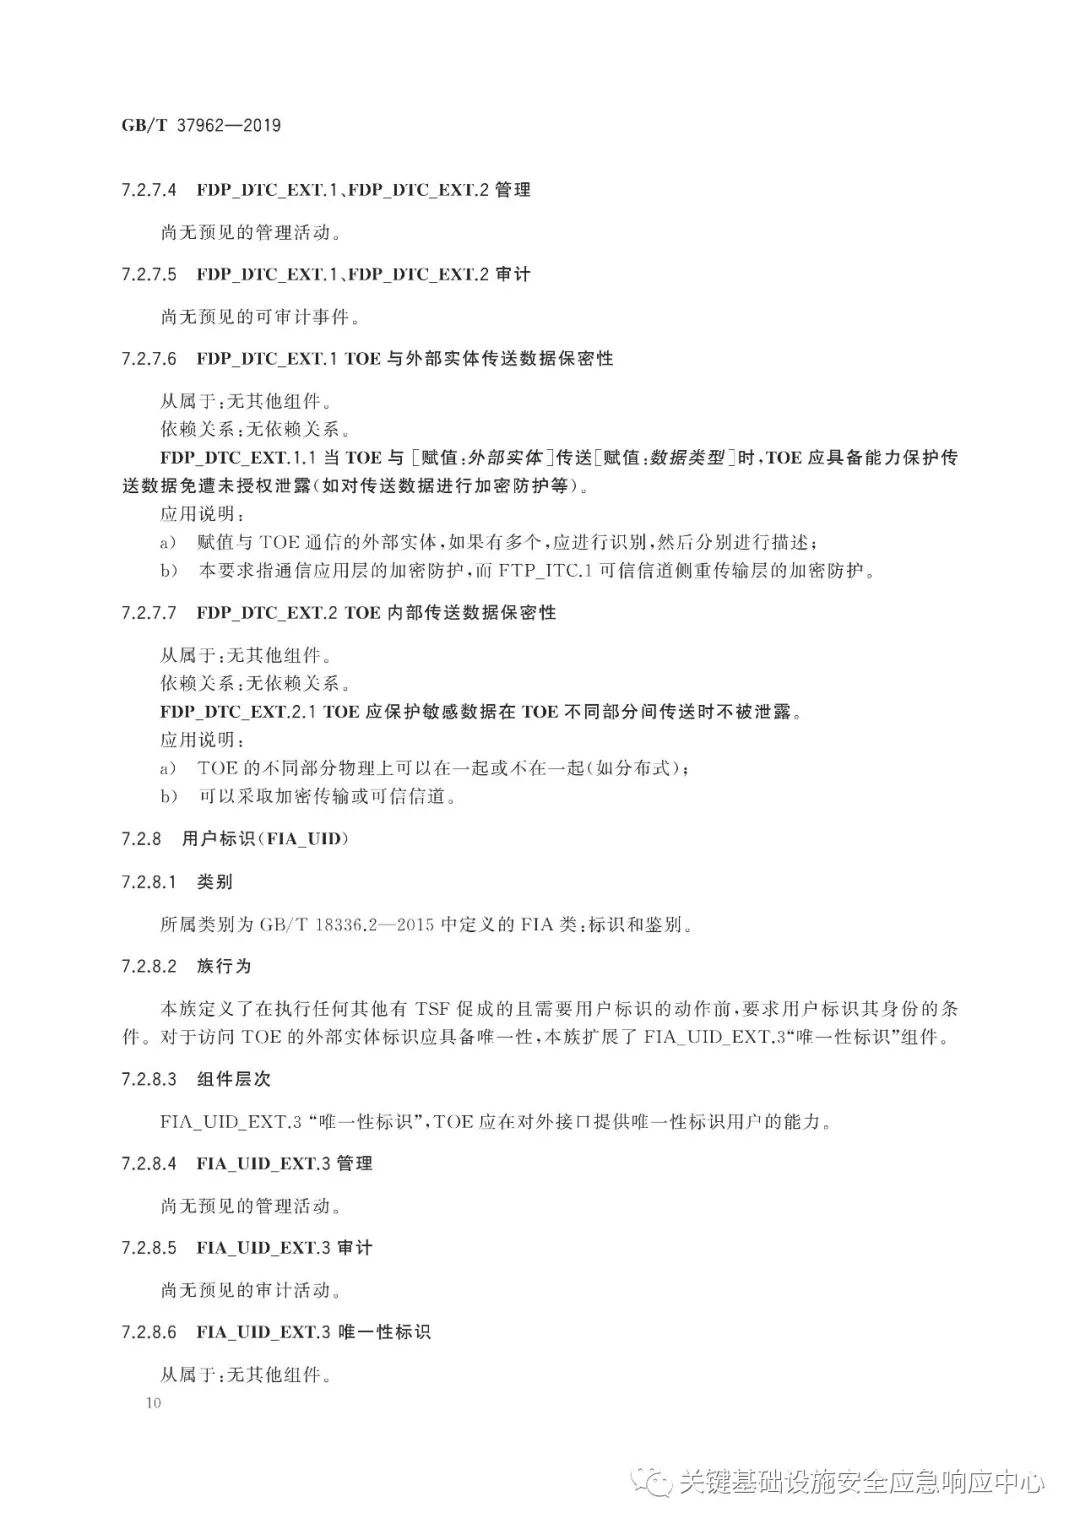 GB/T 37962—2019
7.2.7.4 FDP_DTC_EXT.1、FDP_DTC_EXT.2 管理
尚无预见的管理活动。
7.2.7.5 FDP_DTC_EXT.1、FDP_DTC_EXT.2 审计
尚无预见的可审计事件。
7.2.7.6 FDP_DTC_EXT.1 TOE 与外部实体传送数据保密性
从属于:无其他组件。
依赖关系:无依赖关系。
FDP_DTC_EXT.1.1 当 TOE 与 [赋值:外部实体]传送[赋值:数据类型]时,TOE 应具备能力保护传
送数据免遭未授权泄露(如对传送数据进行加密防护等)。
应用说明:
a) 赋值与 TOE 通信的外部实体,如果有多个,应进行识别,然后分别进行描述;
b) 本要求指通信应用层的加密防护,而 FTP_ITC.1 可信信道侧重传输层的加密防护。
7.2.7.7 FDP_DTC_EXT.2 TOE 内部传送数据保密性
从属于:无其他组件。
依赖关系:无依赖关系。
FDP_DTC_EXT.2.1 TOE 应保护敏感数据在 TOE 不同部分间传送时不被泄露。
应用说明:
a) TOE 的不同部分物理上可以在一起或不在一起(如分布式);
b) 可以采取加密传输或可信信道。
7.2.8 用户标识(FIA_UID)
7.2.8.1 类别
所属类别为 GB/T 18336.2—2015 中定义的 FIA 类:标识和鉴别。
7.2.8.2 族行为
本族定义了在执行任何其他有 TSF 促成的且需要用户标识的动作前,要求用户标识其身份的条
件。对于访问 TOE 的外部实体标识应具备唯一性,本族扩展了 FIA_UID_EXT.3“唯一性标识”组件。
7.2.8.3 组件层次
FIA_UID_EXT.3 “唯一性标识”,TOE 应在对外接口提供唯一性标识用户的能力。
7.2.8.4 FIA_UID_EXT.3 管理
尚无预见的管理活动。
7.2.8.5 FIA_UID_EXT.3 审计
尚无预见的审计活动。
7.2.8.6 FIA_UID_EXT.3 唯一性标识
从属于:无其他组件。
10
关键基础设施安全应急响应中心